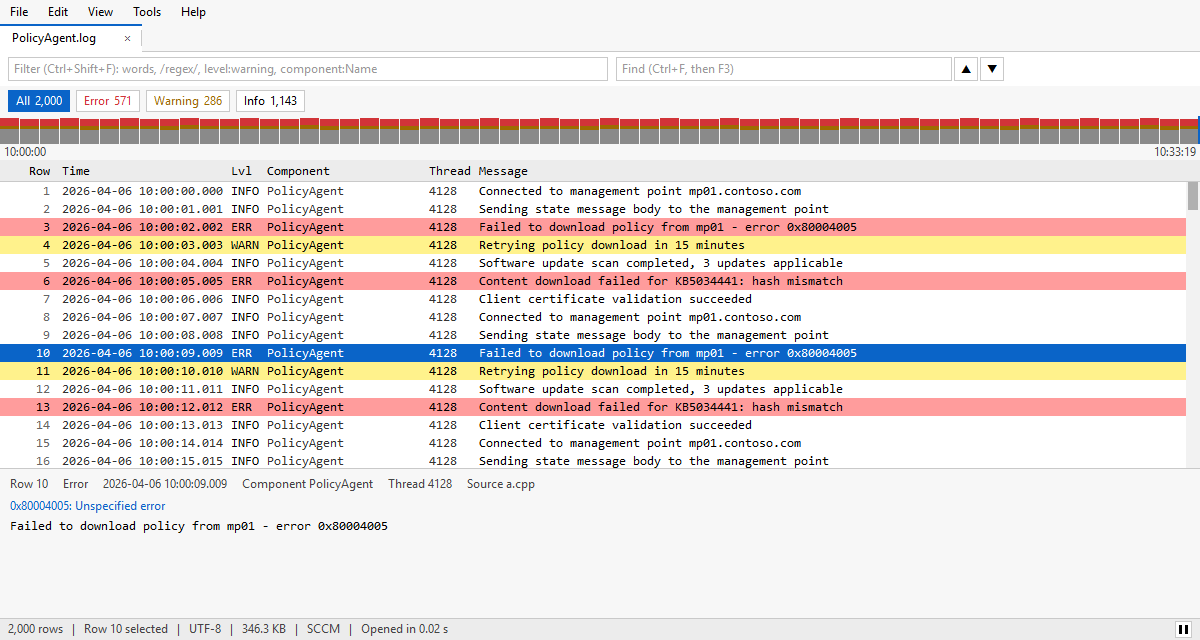 File Edit View Tools Help
PolicyAgent.log ×
Filter (Ctrl+Shift+F): words, /regex/, level:warning, component:Name Find (Ctrl+F, then F3) ▲ ▼
All 2,000 Error 571 Warning 286 Info 1,143
10:00:00 10:33:19
Row Time Lvl Component Thread Message
1 2026-04-06 10:00:00.000 INFO PolicyAgent 4128 Connected to management point mp01.contoso.com
2 2026-04-06 10:00:01.001 INFO PolicyAgent 4128 Sending state message body to the management point
3 2026-04-06 10:00:02.002 ERR PolicyAgent 4128 Failed to download policy from mp01 - error 0x80004005
4 2026-04-06 10:00:03.003 WARN PolicyAgent 4128 Retrying policy download in 15 minutes
5 2026-04-06 10:00:04.004 INFO PolicyAgent 4128 Software update scan completed, 3 updates applicable
6 2026-04-06 10:00:05.005 ERR PolicyAgent 4128 Content download failed for KB5034441: hash mismatch
7 2026-04-06 10:00:06.006 INFO PolicyAgent 4128 Client certificate validation succeeded
8 2026-04-06 10:00:07.007 INFO PolicyAgent 4128 Connected to management point mp01.contoso.com
9 2026-04-06 10:00:08.008 INFO PolicyAgent 4128 Sending state message body to the management point
10 2026-04-06 10:00:09.009 ERR PolicyAgent 4128 Failed to download policy from mp01 - error 0x80004005
11 2026-04-06 10:00:10.010 WARN PolicyAgent 4128 Retrying policy download in 15 minutes
12 2026-04-06 10:00:11.011 INFO PolicyAgent 4128 Software update scan completed, 3 updates applicable
13 2026-04-06 10:00:12.012 ERR PolicyAgent 4128 Content download failed for KB5034441: hash mismatch
14 2026-04-06 10:00:13.013 INFO PolicyAgent 4128 Client certificate validation succeeded
15 2026-04-06 10:00:14.014 INFO PolicyAgent 4128 Connected to management point mp01.contoso.com
16 2026-04-06 10:00:15.015 INFO PolicyAgent 4128 Sending state message body to the management point
Row 10 Error 2026-04-06 10:00:09.009 Component PolicyAgent Thread 4128 Source a.cpp
0x80004005: Unspecified error
Failed to download policy from mp01 - error 0x80004005
2,000 rows | Row 10 selected | UTF-8 | 346.3 KB | SCCM | Opened in 0.02 s